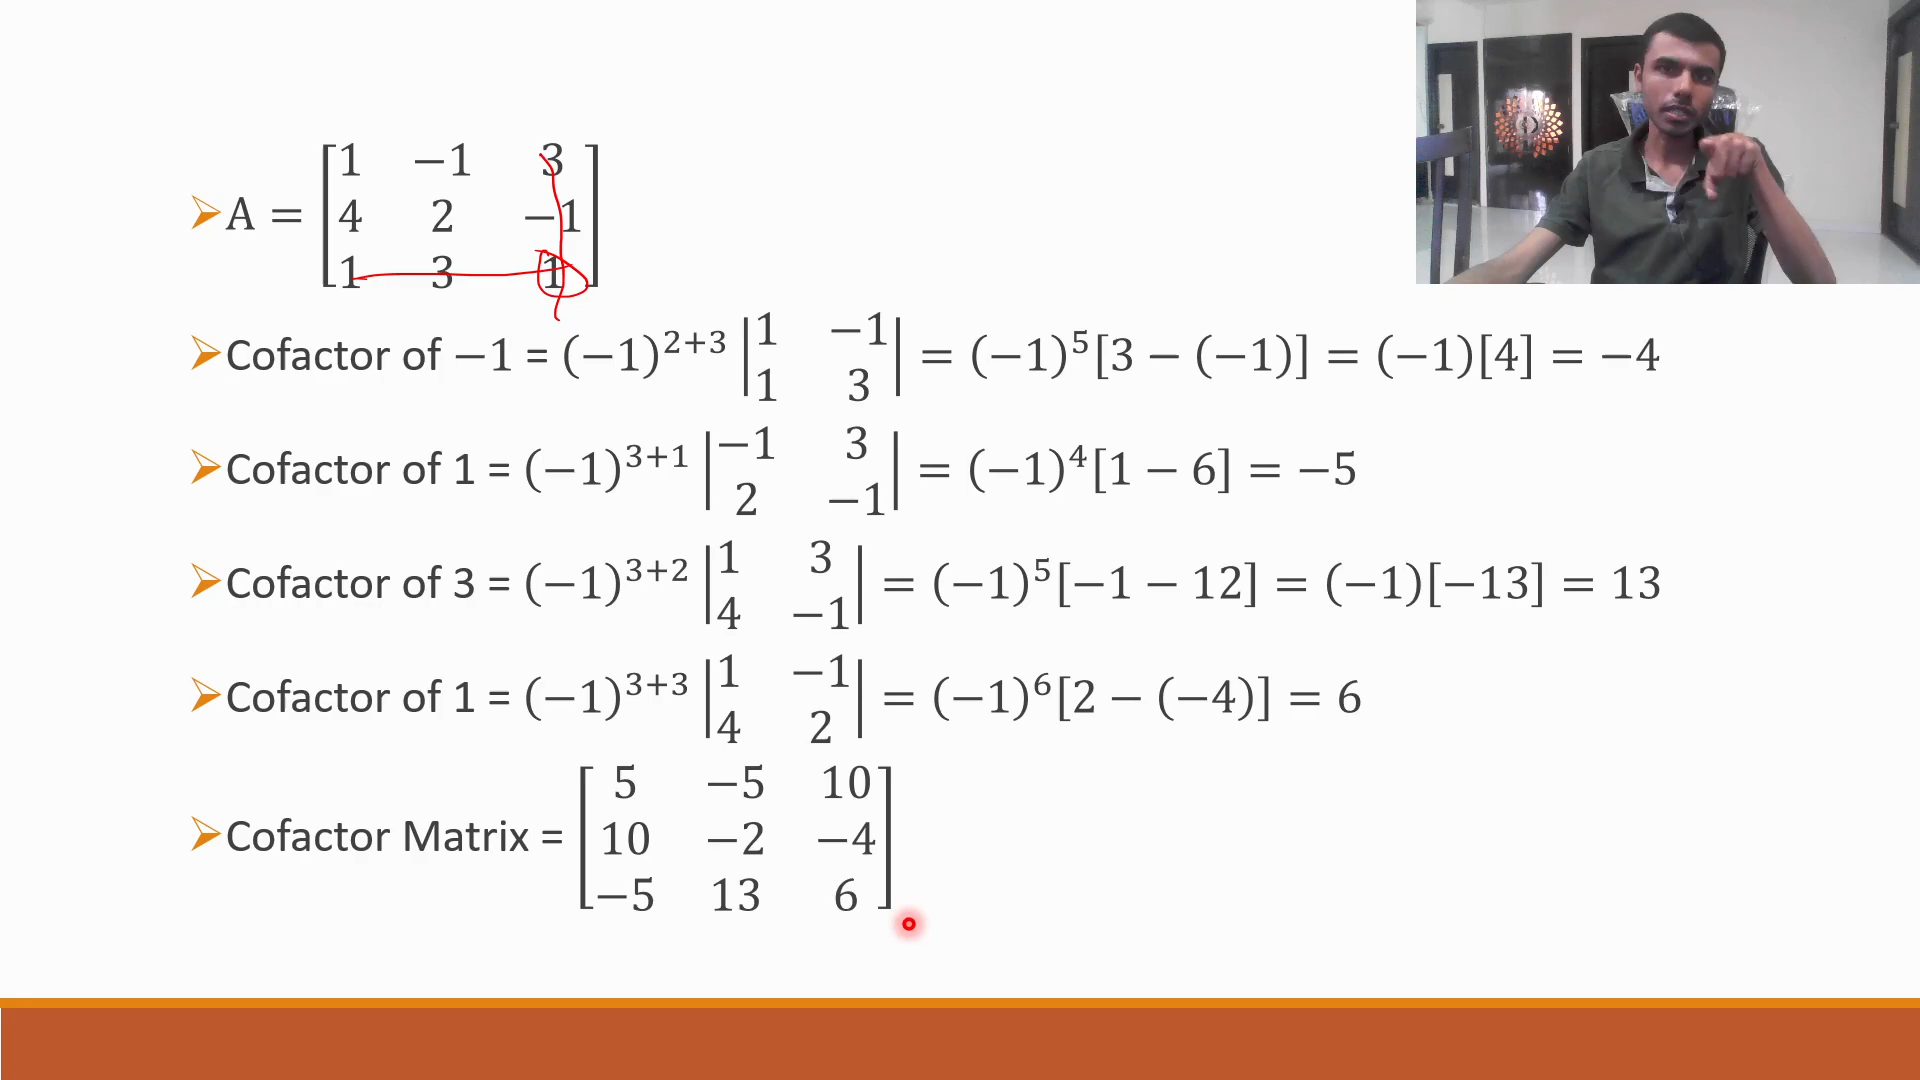 A = [1 −1 3
4 2 −1
1 3 1]
Cofactor of −1 = (−1)^{2+3} |1 −1
1 3| = (−1)^5[3 − (−1)] = (−1)[4] = −4
Cofactor of 1 = (−1)^{3+1} |−1 3
2 −1| = (−1)^4[1 − 6] = −5
Cofactor of 3 = (−1)^{3+2} |1 3
4 −1| = (−1)^5[−1 − 12] = (−1)[−13] = 13
Cofactor of 1 = (−1)^{3+3} |1 −1
4 2| = (−1)^6[2 − (−4)] = 6
Cofactor Matrix = [5 −5 10
10 −2 −4
−5 13 6]